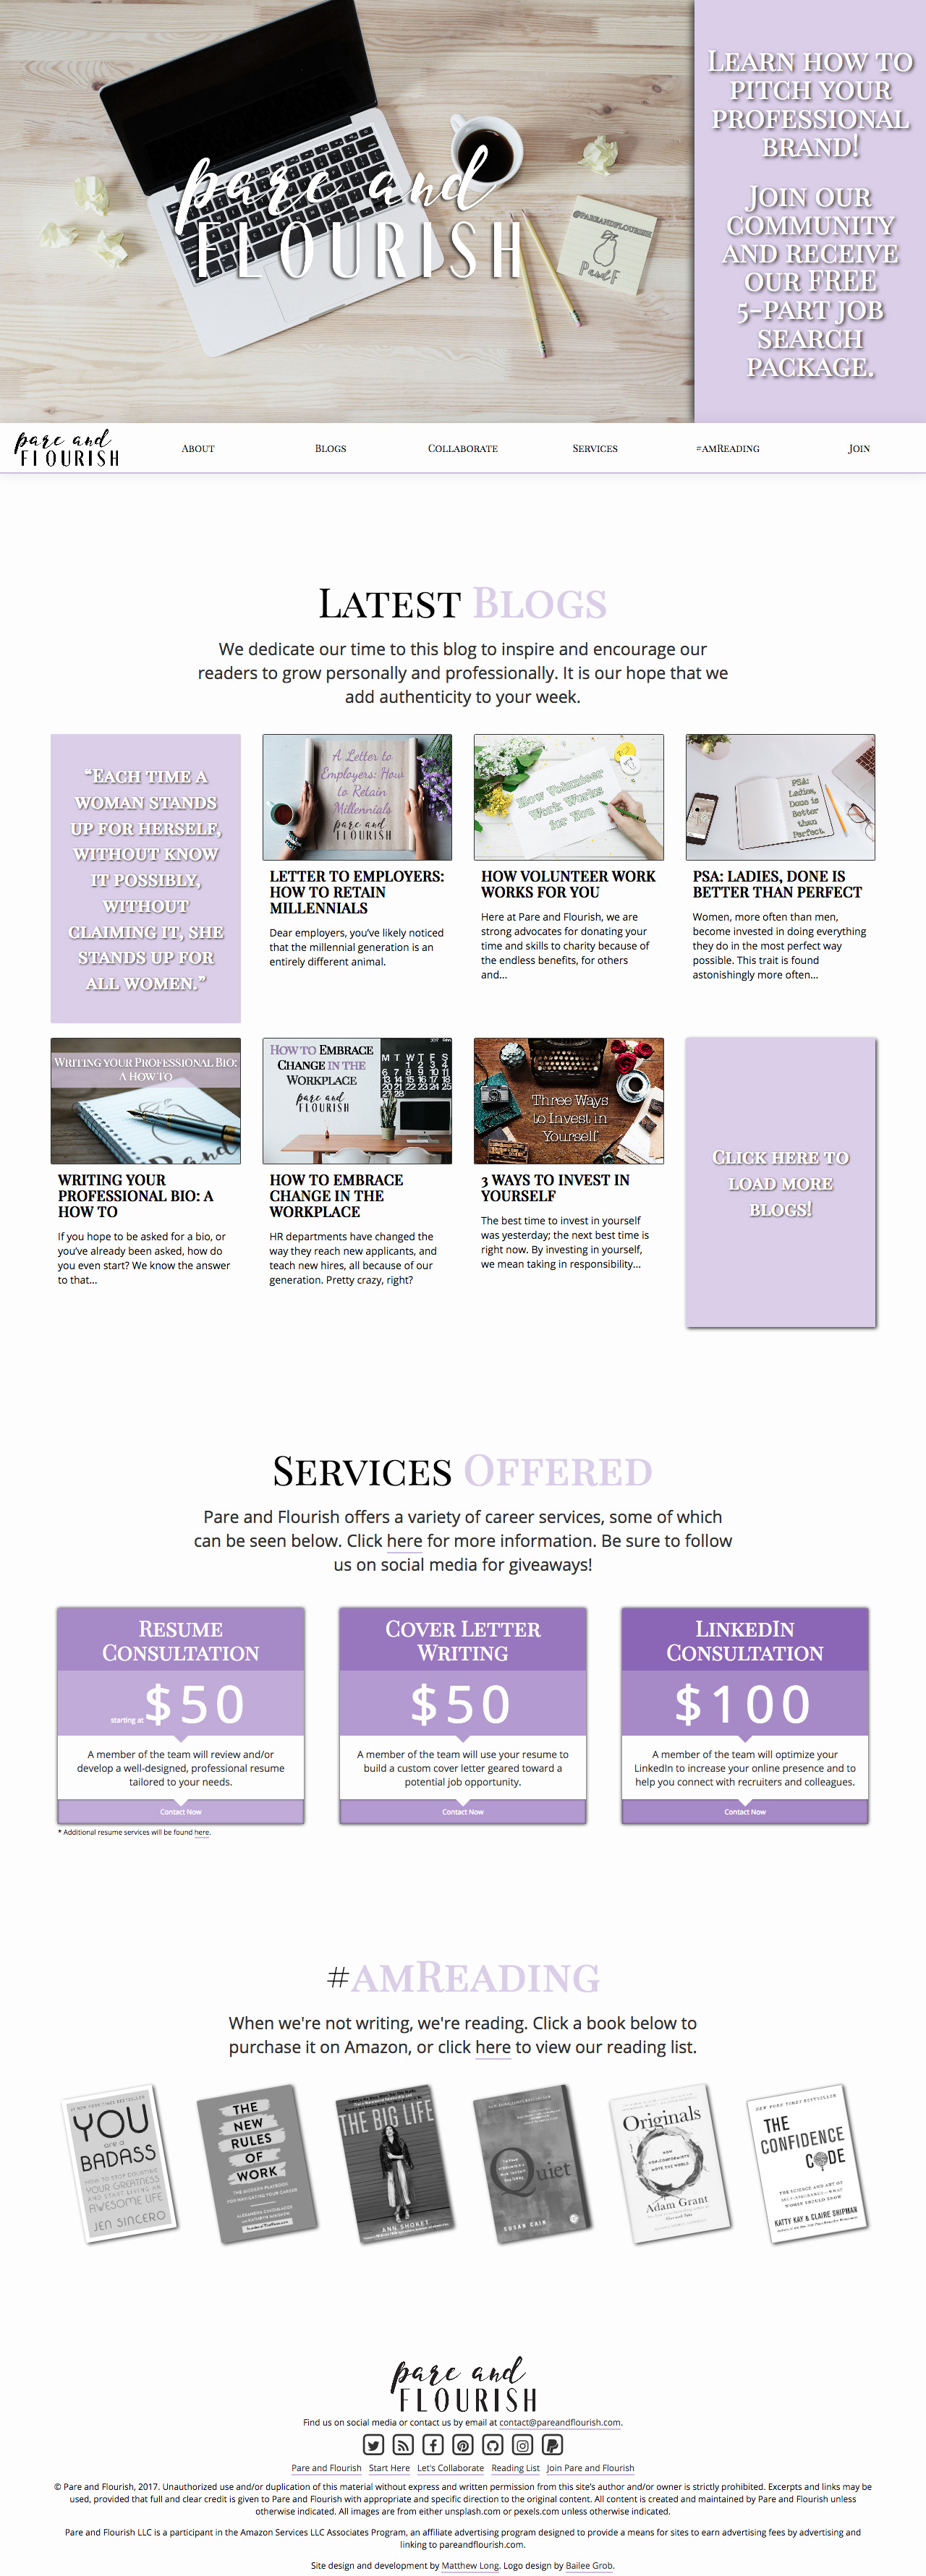 pare and
FLOURISH
@PAREANDFLOURISH
PandF
Learn how to
pitch your
professional
brand!
Join our
community
and receive
our FREE
5-part job
search
package.
pare and
FLOURISH
About
Blogs
Collaborate
Services
#amReading
Join
Latest Blogs
We dedicate our time to this blog to inspire and encourage our
readers to grow personally and professionally. It is our hope that we
add authenticity to your week.
“Each time a
woman stands
up for herself,
without know
it possibly,
without
claiming it, she
stands up for
all women.”
A Letter to
Employers: How
to Retain
Millennials
pare and
FLOURISH
LETTER TO EMPLOYERS:
HOW TO RETAIN
MILLENNIALS
Dear employers, you’ve likely noticed
that the millennial generation is an
entirely different animal.
How Volunteer
Work Works
for You
HOW VOLUNTEER WORK
WORKS FOR YOU
Here at Pare and Flourish, we are
strong advocates for donating your
time and skills to charity because of
the endless benefits, for others
and...
PSA:
Ladies,
Done is
Better
than
Perfect.
PSA: LADIES, DONE IS
BETTER THAN PERFECT
Women, more often than men,
become invested in doing everything
they do in the most perfect way
possible. This trait is found
astonishingly more often...
Writing your Professional Bio:
A How To
WRITING YOUR
PROFESSIONAL BIO: A
HOW TO
If you hope to be asked for a bio, or
you’ve already been asked, how do
you even start? We know the answer
to that...
How to Embrace
Change in the
Workplace
pare and
FLOURISH
M T W T F S
HOW TO EMBRACE
CHANGE IN THE
WORKPLACE
HR departments have changed the
way they reach new applicants, and
teach new hires, all because of our
generation. Pretty crazy, right?
Three Ways
to Invest in
Yourself
3 WAYS TO INVEST IN
YOURSELF
The best time to invest in yourself
was yesterday; the next best time is
right now. By investing in yourself,
we mean taking in responsibility...
Click here to
load more
blogs!
Services Offered
Pare and Flourish offers a variety of career services, some of which
can be seen below. Click here for more information. Be sure to follow
us on social media for giveaways!
Resume
Consultation
starting at $50
A member of the team will review and/or
develop a well-designed, professional resume
tailored to your needs.
Contact Now
* Additional resume services will be found here.
Cover Letter
Writing
$50
A member of the team will use your resume to
build a custom cover letter geared toward a
potential job opportunity.
Contact Now
LinkedIn
Consultation
$100
A member of the team will optimize your
LinkedIn to increase your online presence and to
help you connect with recruiters and colleagues.
Contact Now
#amReading
When we're not writing, we're reading. Click a book below to
purchase it on Amazon, or click here to view our reading list.
YOU
are a
BADASS
HOW TO STOP DOUBTING
YOUR GREATNESS
AND START LIVING AN
AWESOME LIFE
JEN SINCERO
THE
NEW
RULES
OF
WORK
THE MODERN PLAYBOOK
FOR NAVIGATING YOUR CAREER
THE BIG LIFE
ANN SHOKET
Quiet
SUSAN CAIN
Originals
HOW
NON-CONFORMISTS
MOVE THE WORLD
Adam Grant
NEW YORK TIMES BESTSELLER
THE
CONFIDENCE
CODE
THE SCIENCE AND ART OF
SELF-ASSURANCE—WHAT
WOMEN SHOULD KNOW
KATTY KAY & CLAIRE SHIPMAN
pare and
FLOURISH
Find us on social media or contact us by email at contact@pareandflourish.com.
Pare and Flourish Start Here Let's Collaborate Reading List Join Pare and Flourish
© Pare and Flourish, 2017. Unauthorized use and/or duplication of this material without express and written permission from this site’s author and/or owner is strictly prohibited. Excerpts and links may be
used, provided that full and clear credit is given to Pare and Flourish with appropriate and specific direction to the original content. All content is created and maintained by Pare and Flourish unless
otherwise indicated. All images are from either unsplash.com or pexels.com unless otherwise indicated.
Pare and Flourish LLC is a participant in the Amazon Services LLC Associates Program, an affiliate advertising program designed to provide a means for sites to earn advertising fees by advertising and
linking to pareandflourish.com.
Site design and development by Matthew Long. Logo design by Bailee Grob.